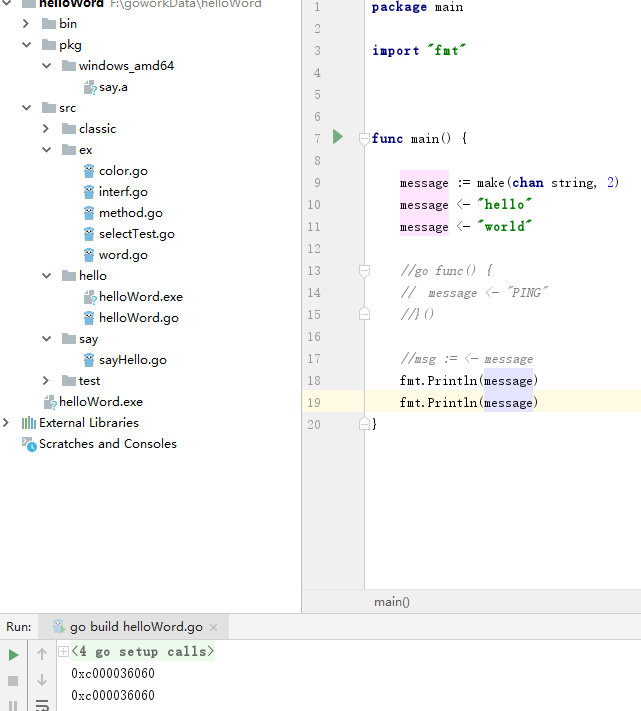 helloWord F:\goworkData\helloWord
bin
pkg
windows_amd64
say.a
src
classic
ex
color.go
interf.go
method.go
selectTest.go
word.go
hello
helloWord.exe
helloWord.go
say
sayHello.go
test
helloWord.exe
External Libraries
Scratches and Consoles
1 package main
2
3 import "fmt"
4
5
6
7 func main() {
8
9 message := make(chan string, 2)
10 message <- "hello"
11 message <- "world"
12
13 //go func() {
14 // message <- "PING"
15 //}()
16
17 //msg := <- message
18 fmt.Println(message)
19 fmt.Println(message)
20 }
main()
Run: go build helloWord.go
<4 go setup calls>
0xc000036060
0xc000036060